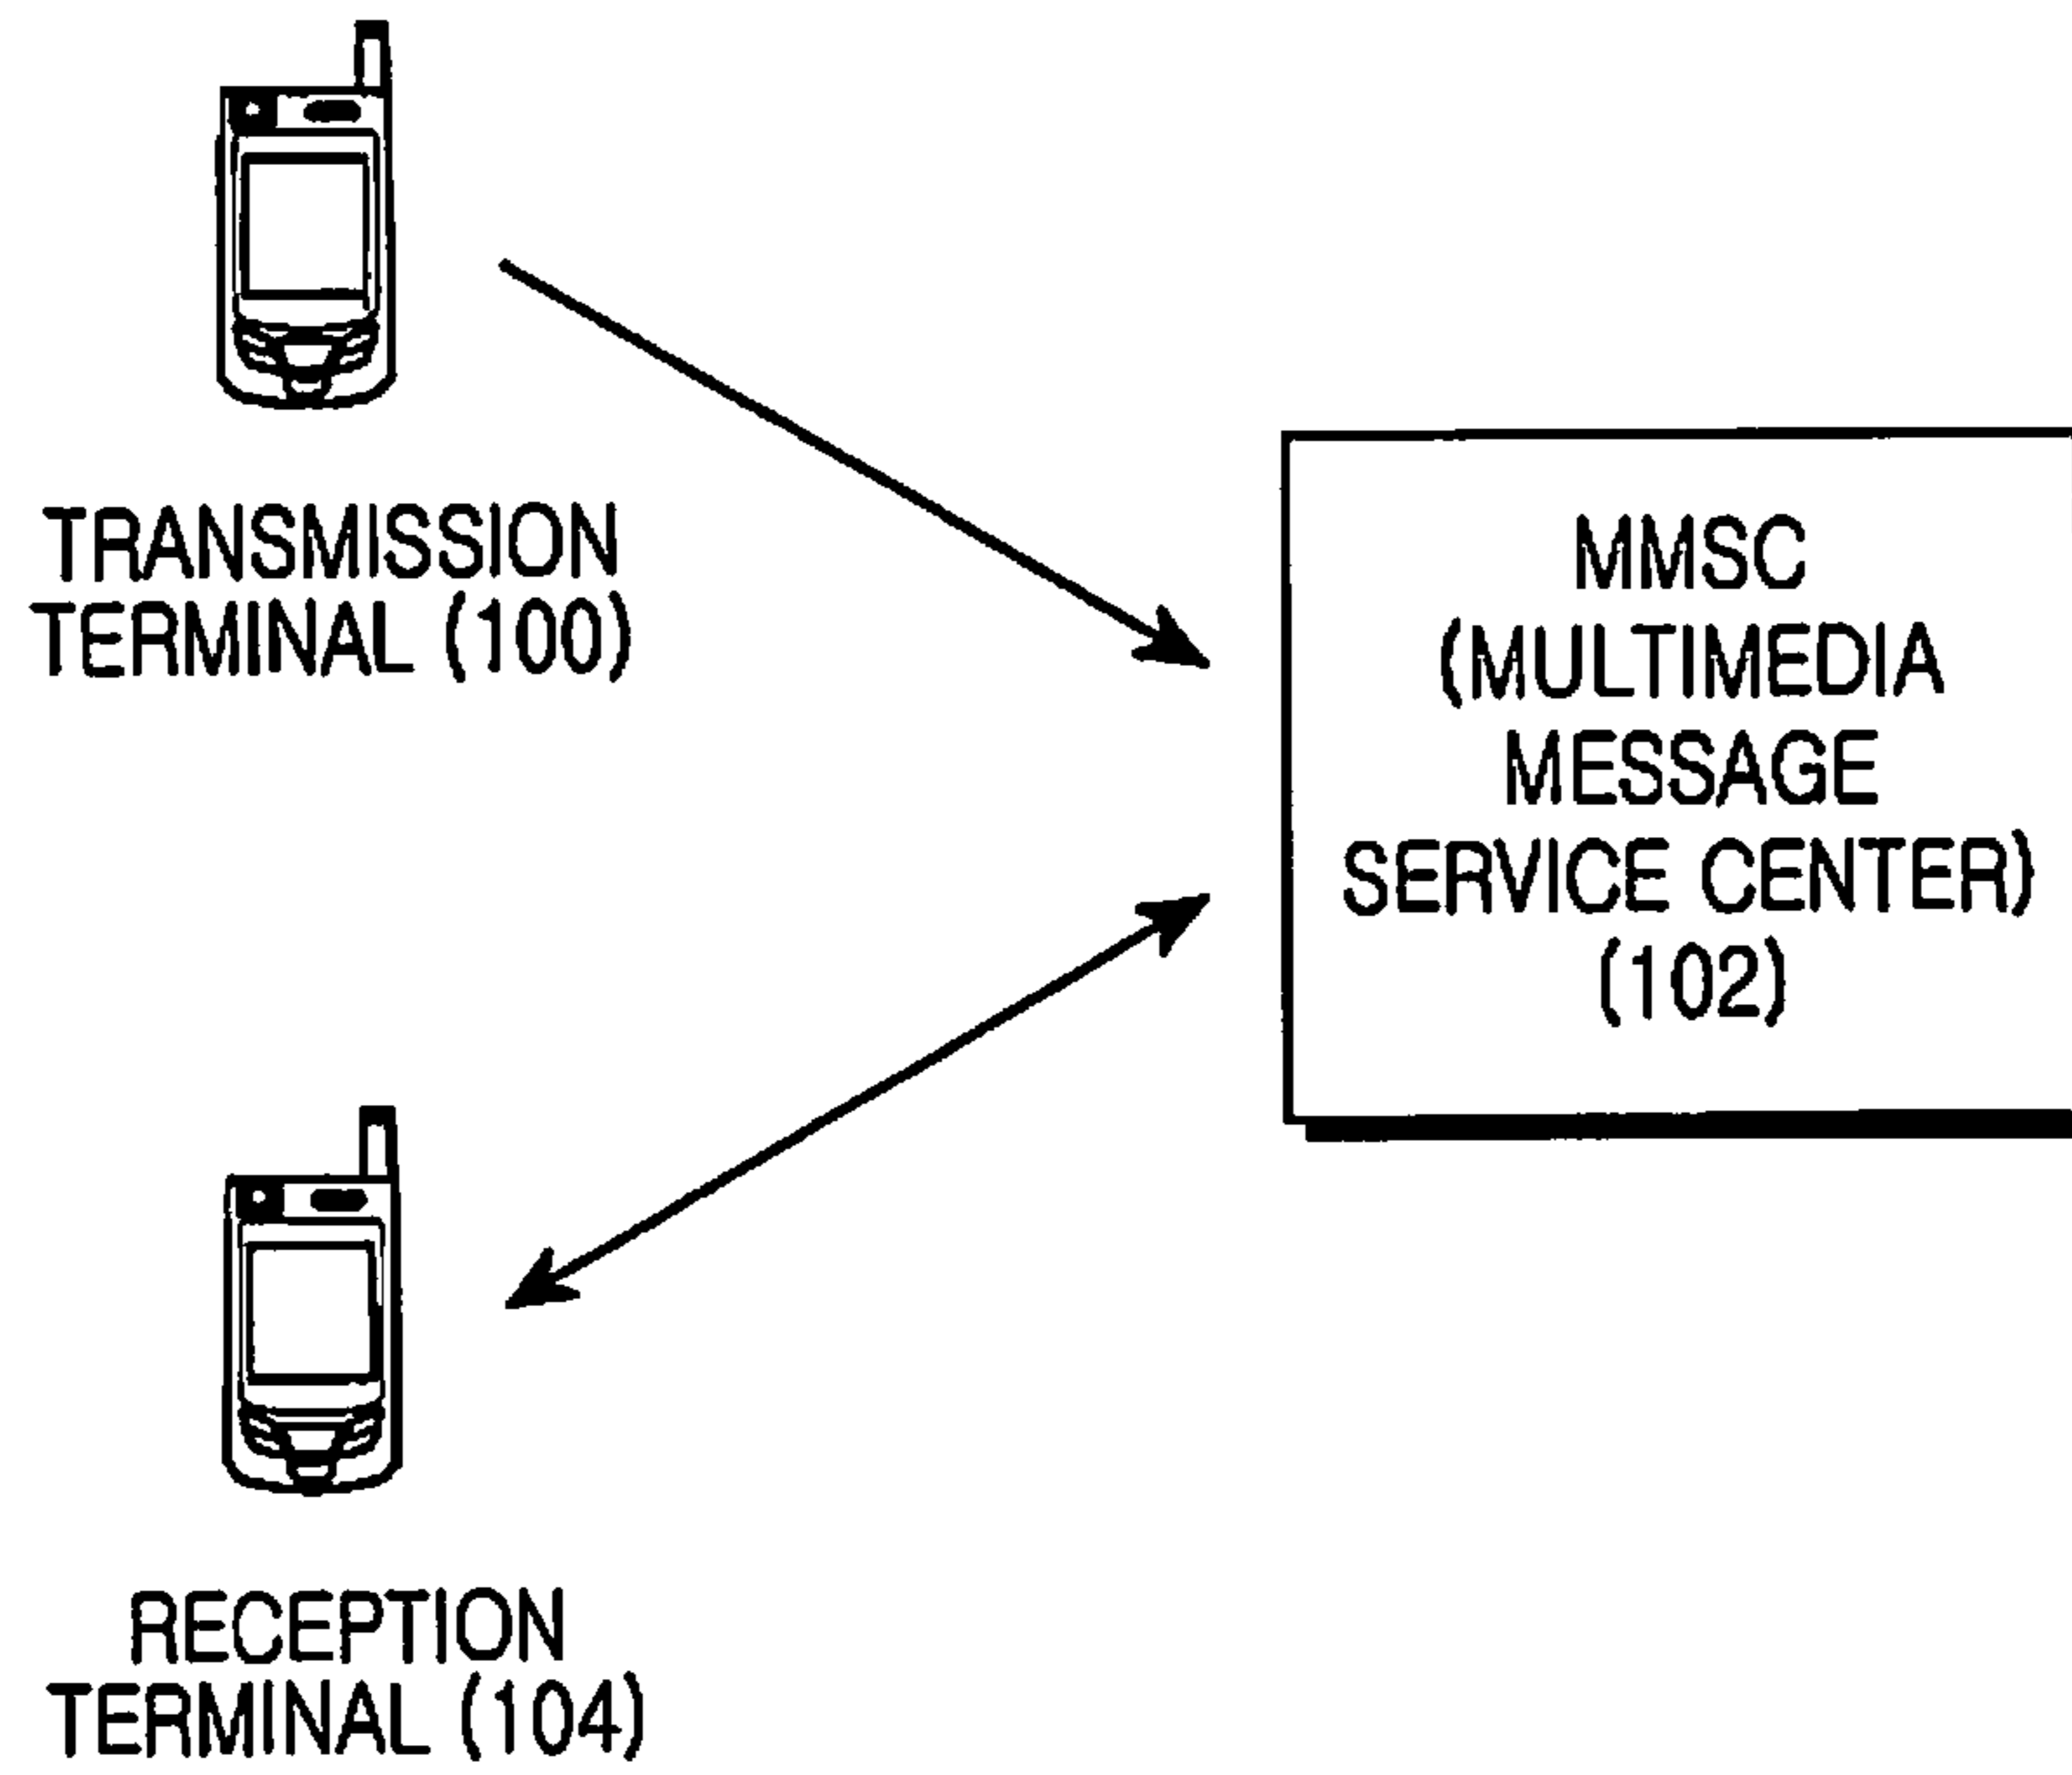 TRANSMISSION
TERMINAL (100)
MMSC
(MULTIMEDIA
MESSAGE
SERVICE CENTER)
(102)
RECEPTION
TERMINAL (104)